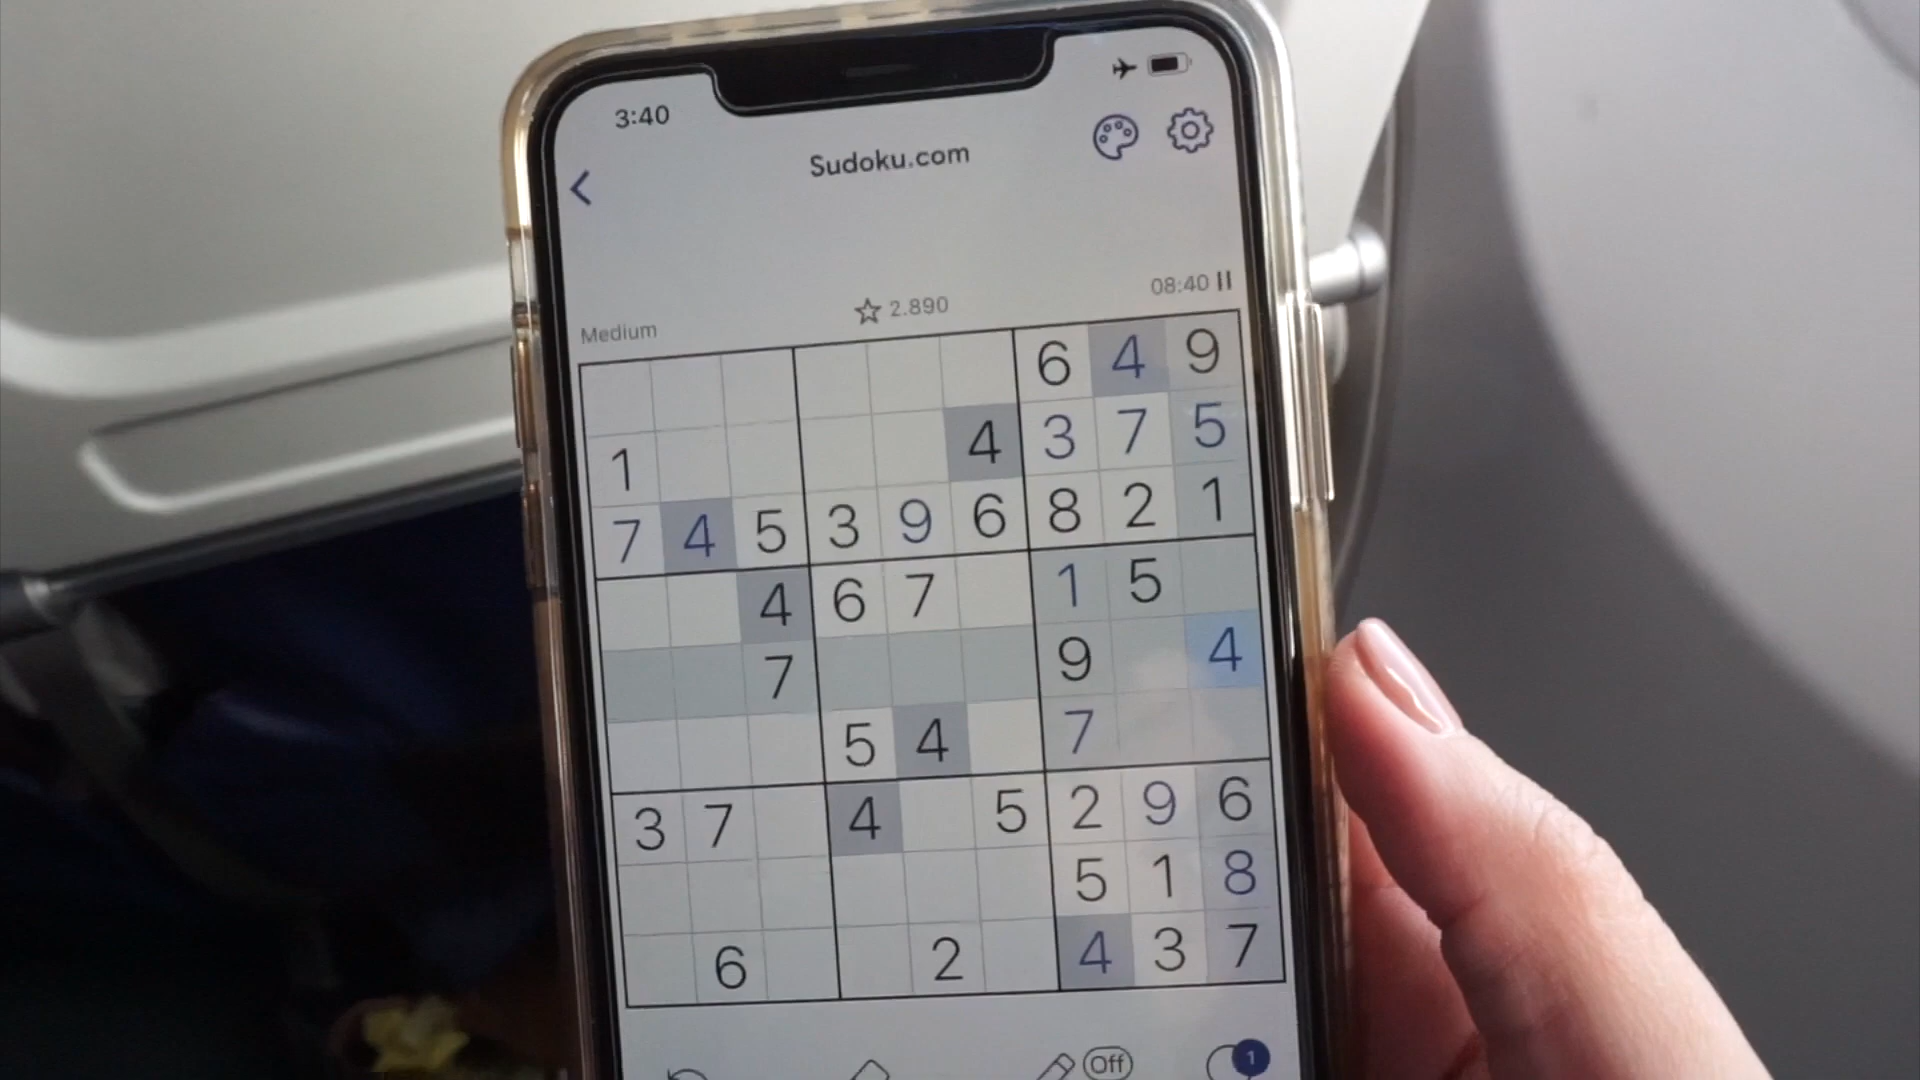 3:40
Sudoku.com
Medium
2.890
08:40
6 4 9
1 4 3 7 5
7 4 5 3 9 6 8 2 1
4 6 7 1 5
7 9 4
5 4 7
3 7 4 5 2 9 6
5 1 8
6 2 4 3 7
Off
1